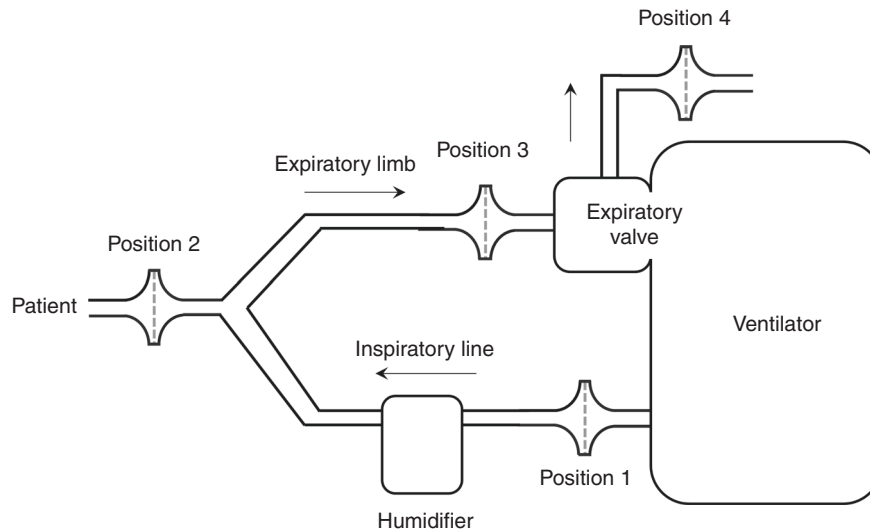 Position 4
Position 3
Expiratory limb
Expiratory
valve
Position 2
Patient
Ventilator
Inspiratory line
Position 1
Humidifier